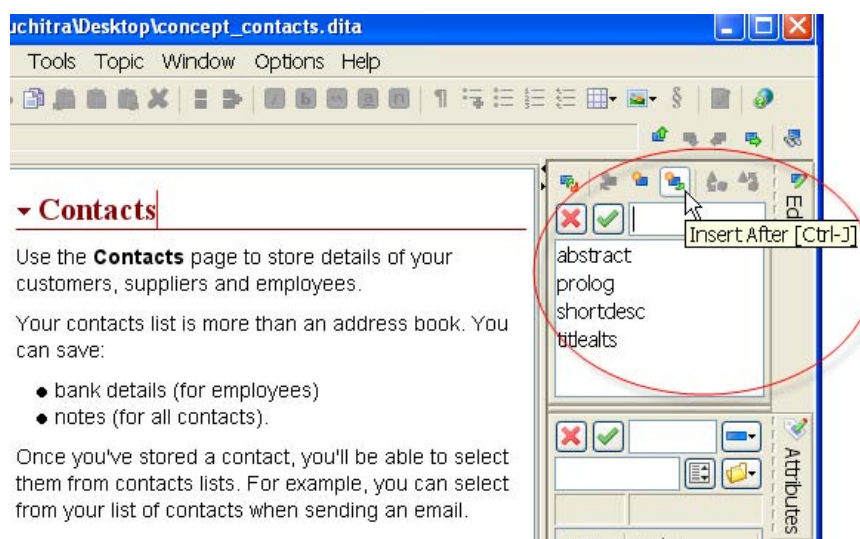 uchitra\Desktop\concept_contacts.dita
Tools Topic Window Options Help
Contacts
Use the Contacts page to store details of your
customers, suppliers and employees.
Your contacts list is more than an address book. You
can save:
● bank details (for employees)
● notes (for all contacts).
Once you've stored a contact, you'll be able to select
them from contacts lists. For example, you can select
from your list of contacts when sending an email.
Ed
Insert After [Ctrl-J]
abstract
prolog
shortdesc
titlealts
Attributes